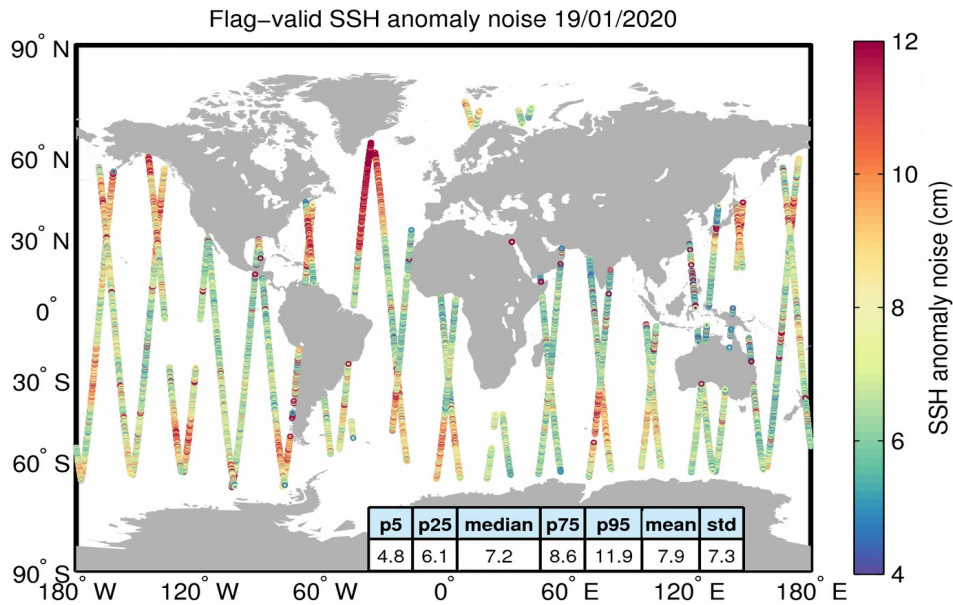 Flag−valid SSH anomaly noise 19/01/2020
90° N
60° N
30° N
0°
30° S
60° S
90° S
180° W
120° W
60° W
0°
60° E
120° E
180° E
p5 p25 median p75 p95 mean std
4.8 6.1 7.2 8.6 11.9 7.9 7.3
12
10
8
6
4
SSH anomaly noise (cm)